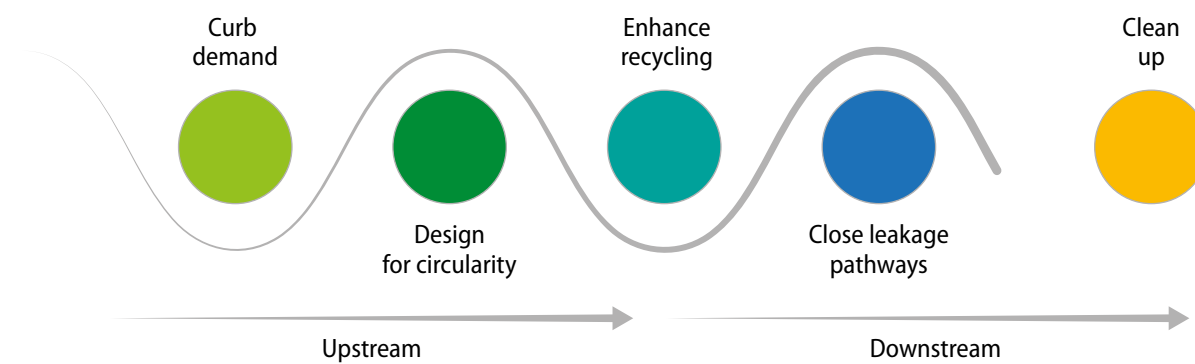 Curb
demand
Design
for circularity
Enhance
recycling
Close leakage
pathways
Clean
up
Upstream
Downstream